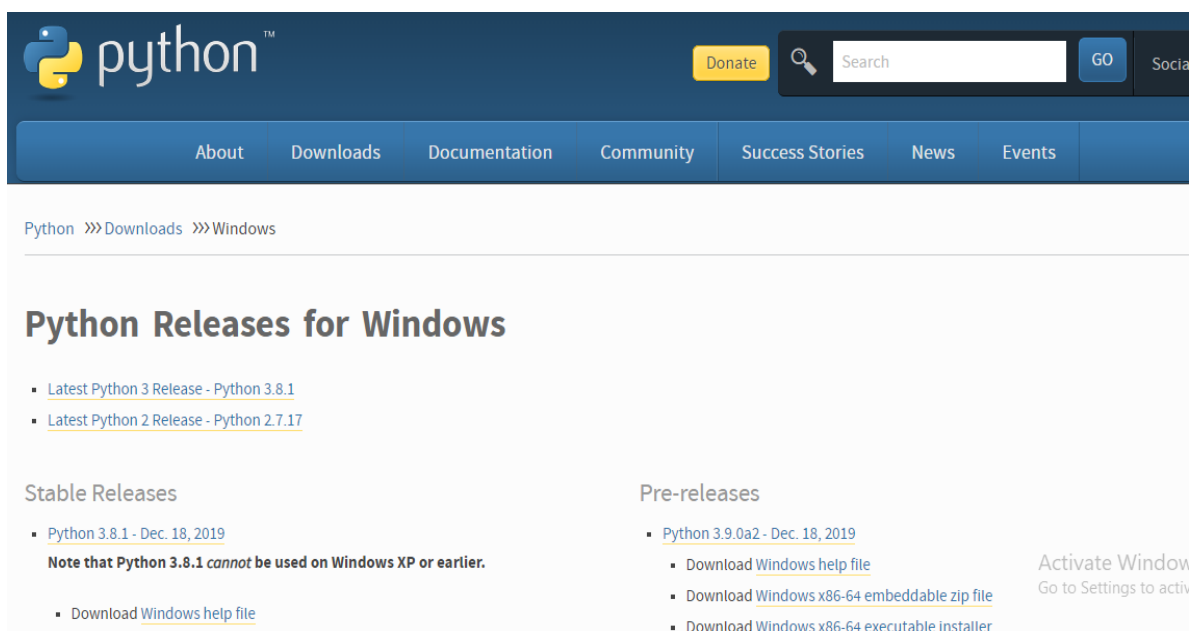 python™
Donate
Search
GO
About Downloads Documentation Community Success Stories News Events
Python >>> Downloads >>> Windows
Python Releases for Windows
Latest Python 3 Release - Python 3.8.1
Latest Python 2 Release - Python 2.7.17
Stable Releases
Python 3.8.1 - Dec. 18, 2019
Note that Python 3.8.1 cannot be used on Windows XP or earlier.
Download Windows help file
Pre-releases
Python 3.9.0a2 - Dec. 18, 2019
Download Windows help file
Download Windows x86-64 embeddable zip file
Download Windows x86-64 executable installer
Activate Window
Go to Settings to activ